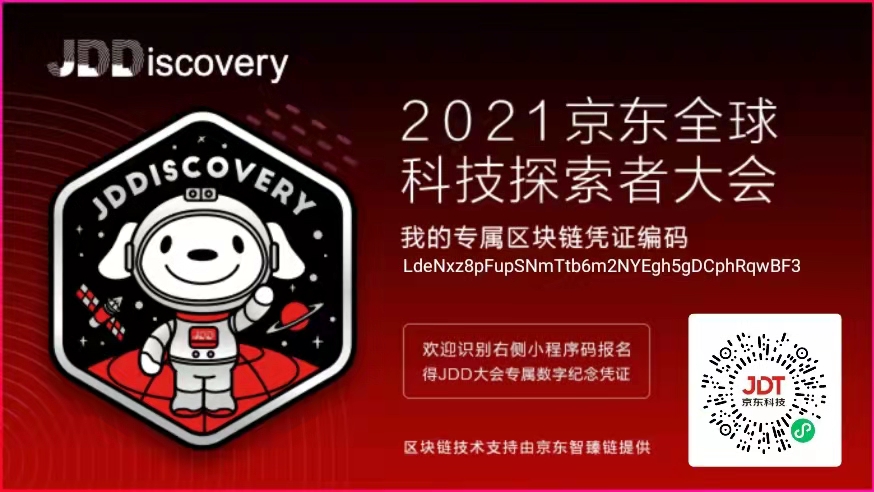 JDDiscovery
JDDISCOVERY
JDD
2021京东全球
科技探索者大会
我的专属区块链凭证编码
LdeNxz8pFupSNmTtb6m2NYEgh5gDCphRqwBF3
欢迎识别右侧小程序码报名
得JDD大会专属数字纪念凭证
JDT
京东科技
区块链技术支持由京东智臻链提供